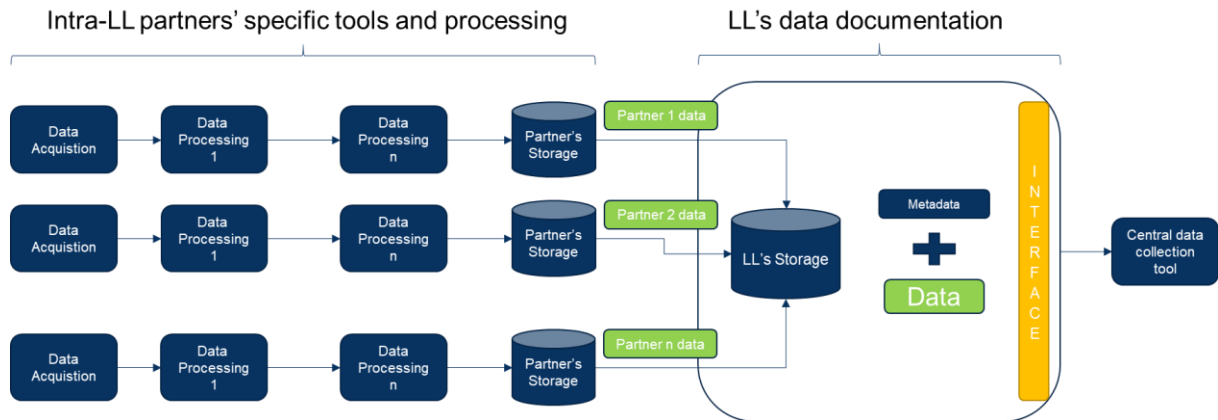 Intra-LL partners' specific tools and processing
LL's data documentation
Data
Acquistion
Data
Processing
1
Data
Processing
n
Partner's
Storage
Partner 1 data
Data
Acquistion
Data
Processing
1
Data
Processing
n
Partner's
Storage
Partner 2 data
Data
Acquistion
Data
Processing
1
Data
Processing
n
Partner's
Storage
Partner n data
LL's Storage
Metadata
Data
INTERFACE
Central data
collection
tool